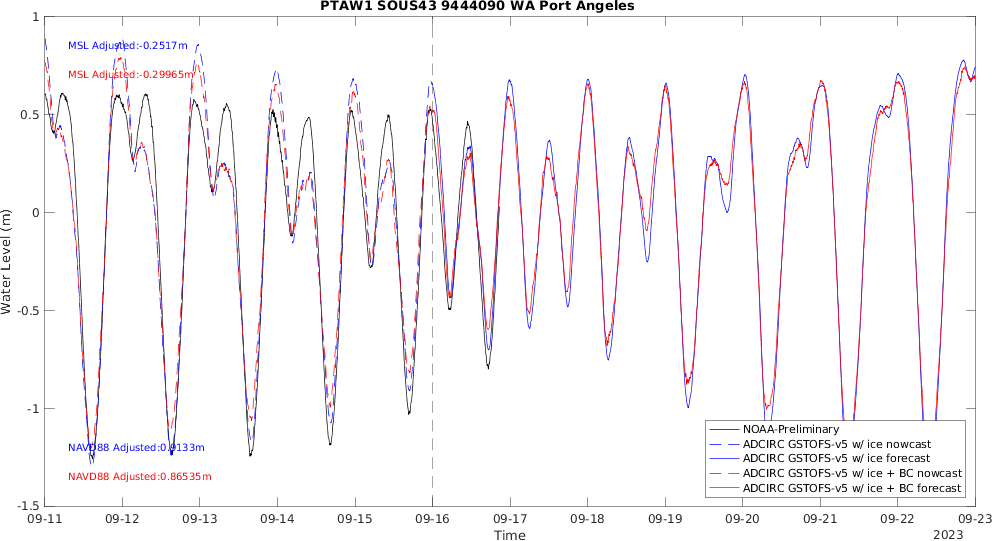 PTAW1 SOUS43 9444090 WA Port Angeles
Water Level (m)
1
0.5
0
-0.5
-1
-1.5
MSL Adjusted:-0.2517m
MSL Adjusted:-0.29965m
NAVD88 Adjusted:0.9133m
NAVD88 Adjusted:0.86535m
NOAA-Preliminary
ADCIRC GSTOFS-v5 w/ ice nowcast
ADCIRC GSTOFS-v5 w/ ice forecast
ADCIRC GSTOFS-v5 w/ ice + BC nowcast
ADCIRC GSTOFS-v5 w/ ice + BC forecast
09-11 09-12 09-13 09-14 09-15 09-16 09-17 09-18 09-19 09-20 09-21 09-22 09-23
Time
2023